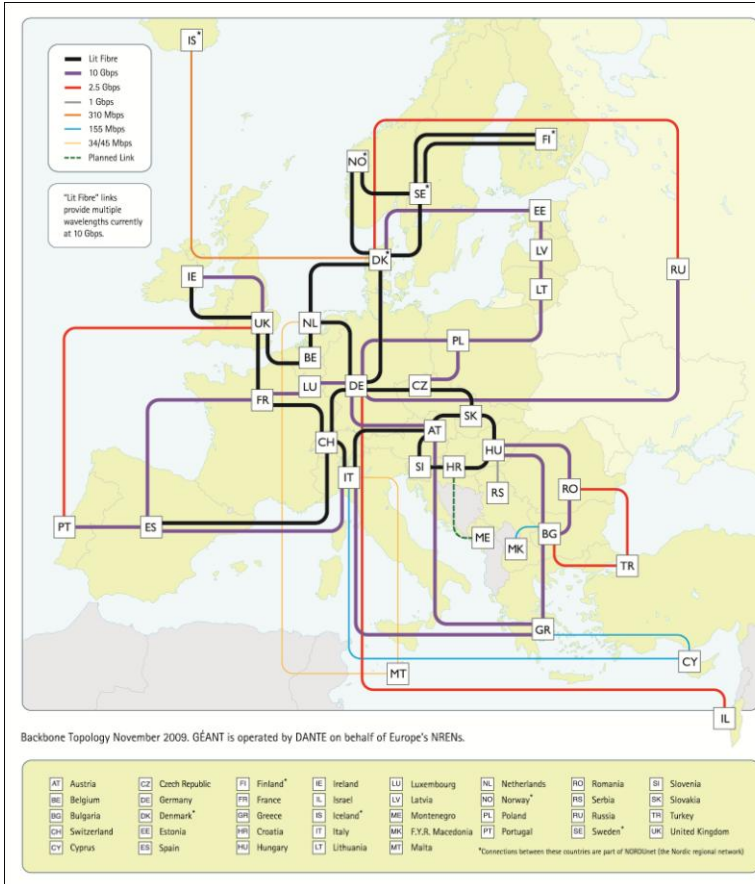 IS*
Lit Fibre
10 Gbps
2.5 Gbps
1 Gbps
310 Mbps
155 Mbps
34/45 Mbps
Planned Link
"Lit Fibre" links
provide multiple
wavelengths currently
at 10 Gbps.
NO*
FI*
SE*
EE
DK*
LV
RU
IE
LT
UK
NL
PL
BE
LU
DE
CZ
FR
SK
AT
CH
HU
IT
SI
HR
RS
RO
PT
ES
ME
BG
MK
TR
GR
CY
MT
IL
Backbone Topology November 2009. GÉANT is operated by DANTE on behalf of Europe's NRENs.
AT Austria
BE Belgium
BG Bulgaria
CH Switzerland
CY Cyprus
CZ Czech Republic
DE Germany
DK Denmark*
EE Estonia
ES Spain
FI Finland*
FR France
GR Greece
HR Croatia
HU Hungary
IE Ireland
IL Israel
IS Iceland*
IT Italy
LT Lithuania
LU Luxembourg
LV Latvia
ME Montenegro
MK F.Y.R. Macedonia
MT Malta
NL Netherlands
NO Norway*
PL Poland
PT Portugal
RO Romania
RS Serbia
RU Russia
SE Sweden*
SI Slovenia
SK Slovakia
TR Turkey
UK United Kingdom
*Connections between these countries are part of NORDUnet (the Nordic regional network)